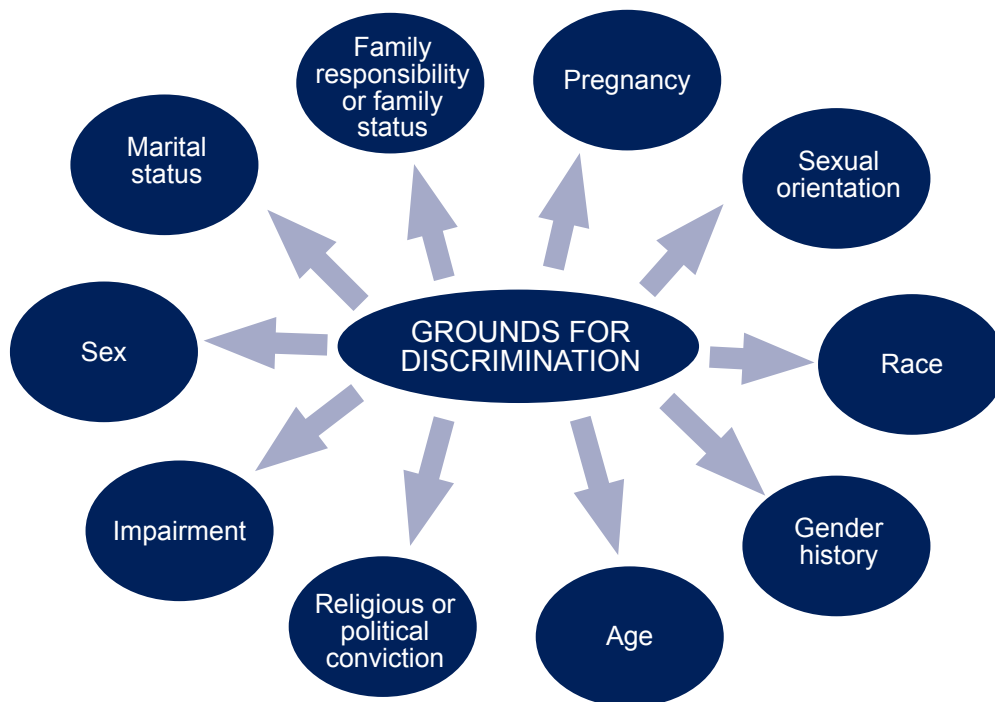 Family
responsibility
or family
status
Pregnancy
Marital
status
Sexual
orientation
GROUNDS FOR
DISCRIMINATION
Sex
Race
Impairment
Gender
history
Religious or
political
conviction
Age